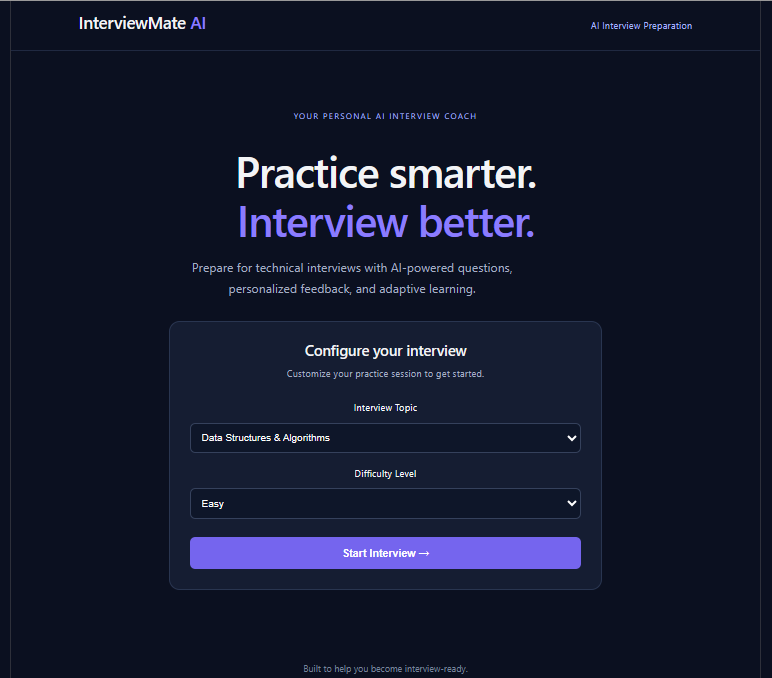 InterviewMate AI
AI Interview Preparation
YOUR PERSONAL AI INTERVIEW COACH
Practice smarter.
Interview better.
Prepare for technical interviews with AI-powered questions,
personalized feedback, and adaptive learning.
Configure your interview
Customize your practice session to get started.
Interview Topic
Data Structures & Algorithms
Difficulty Level
Easy
Start Interview →
Built to help you become interview-ready.